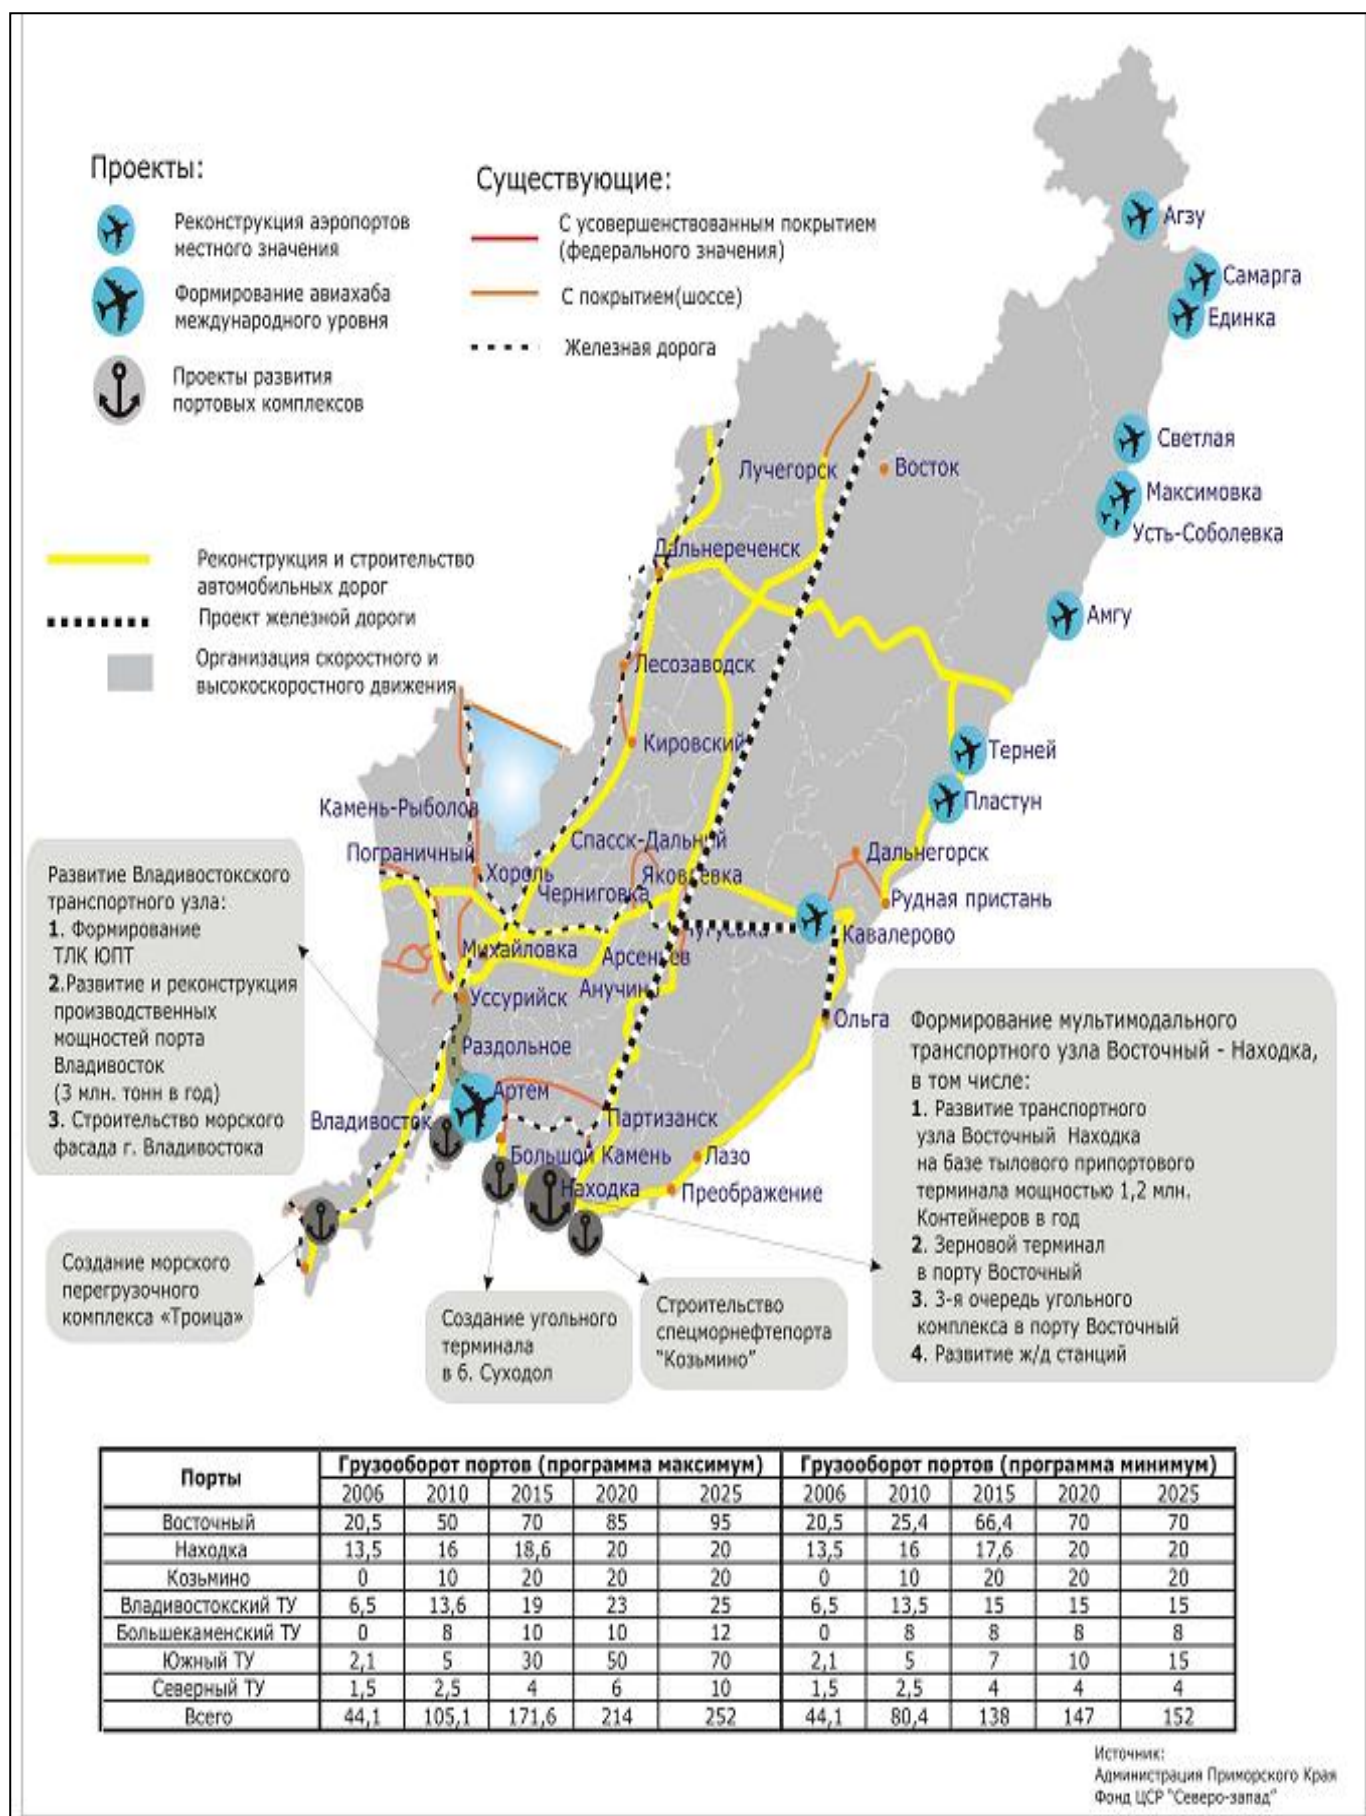 Проекты:
Реконструкция аэропортов
местного значения
Формирование авиахаба
международного уровня
Проекты развития
портовых комплексов
Существующие:
С усовершенствованным покрытием
(федерального значения)
С покрытием(шоссе)
Железная дорога
Реконструкция и строительство
автомобильных дорог
Проект железной дороги
Организация скоростного и
высокоскоростного движения
Агзу
Самарга
Единка
Светлая
Максимовка
Усть-Соболевка
Амгу
Терней
Пластун
Лучегорск
Восток
Дальнереченск
Лесозаводск
Кировский
Камень-Рыболов
Пограничный
Спасск-Дальный
Хороль
Яковлевка
Черниговка
Дальнегорск
Рудная пристань
Кавалерово
Михайловка
Арсеньев
Анучино
Уссурийск
Ольга
Раздольное
Артем
Владивосток
Партизанск
Большой Камень
Лазо
Находка
Преображение
Развитие Владивостокского
транспортного узла:
1. Формирование
ТЛК ЮПТ
2.Развитие и реконструкция
производственных
мощностей порта
Владивосток
(3 млн. тонн в год)
3. Строительство морского
фасада г. Владивостока
Создание морского
перегрузочного
комплекса «Троица»
Создание угольного
терминала
в б. Суходол
Строительство
спецморнефтепорта
"Козьмино"
Формирование мультимодального
транспортного узла Восточный - Находка,
в том числе:
1. Развитие транспортного
узла Восточный Находка
на базе тылового припортового
терминала мощностью 1,2 млн.
Контейнеров в год
2. Зерновой терминал
в порту Восточный
3. 3-я очередь угольного
комплекса в порту Восточный
4. Развитие ж/д станций
Порты Грузооборот портов (программа максимум) Грузооборот портов (программа минимум)
2006 2010 2015 2020 2025 2006 2010 2015 2020 2025
Восточный 20,5 50 70 85 95 20,5 25,4 66,4 70 70
Находка 13,5 16 18,6 20 20 13,5 16 17,6 20 20
Козьмино 0 10 20 20 20 0 10 20 20 20
Владивостокский ТУ 6,5 13,6 19 23 25 6,5 13,5 15 15 15
Большекаменский ТУ 0 8 10 10 12 0 8 8 8 8
Южный ТУ 2,1 5 30 50 70 2,1 5 7 10 15
Северный ТУ 1,5 2,5 4 6 10 1,5 2,5 4 4 4
Всего 44,1 105,1 171,6 214 252 44,1 80,4 138 147 152
Источник:
Администрация Приморского Края
Фонд ЦСР "Северо-запад"